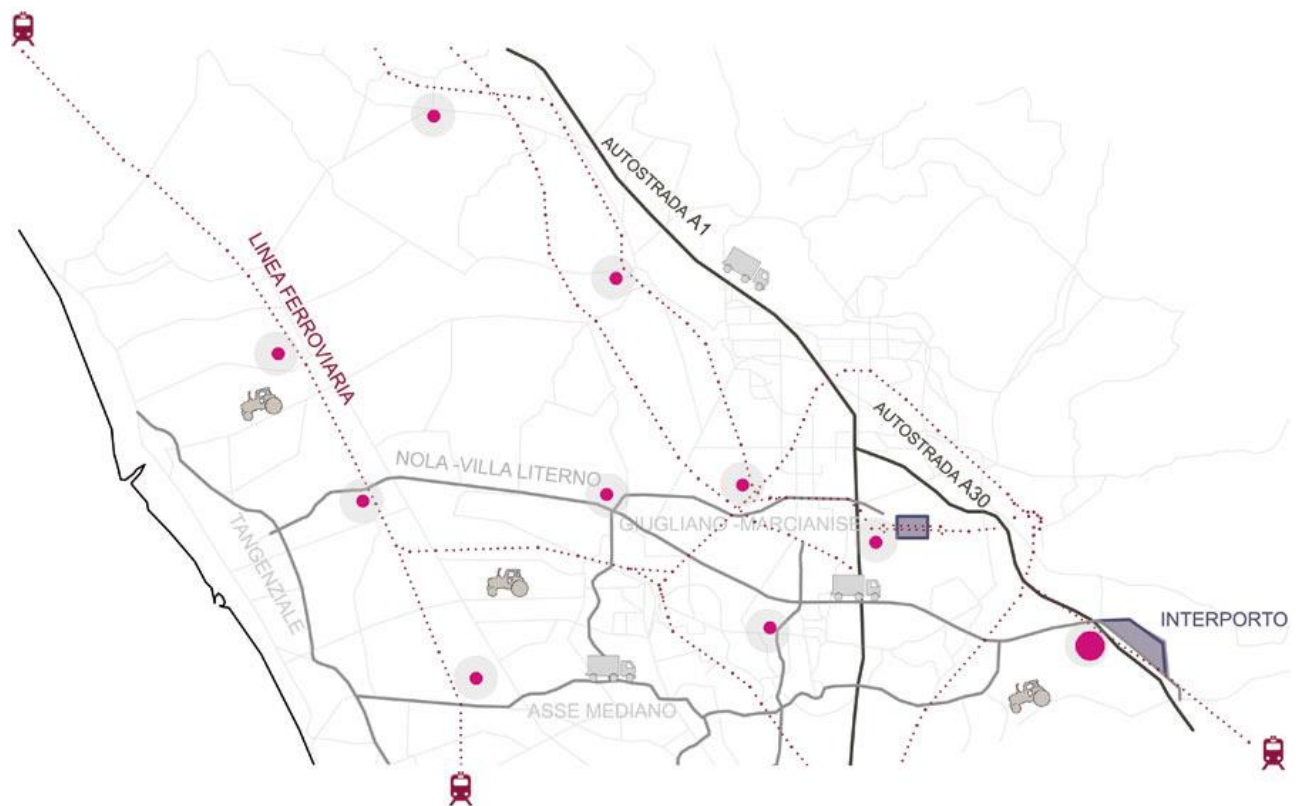 AUTOSTRADA A1
LINEA FERROVIARIA
AUTOSTRADA A30
NOLA -VILLA LITERNO
GIUGLIANO -MARCIANISE
TANGENZIALE
INTERPORTO
ASSE MEDIANO